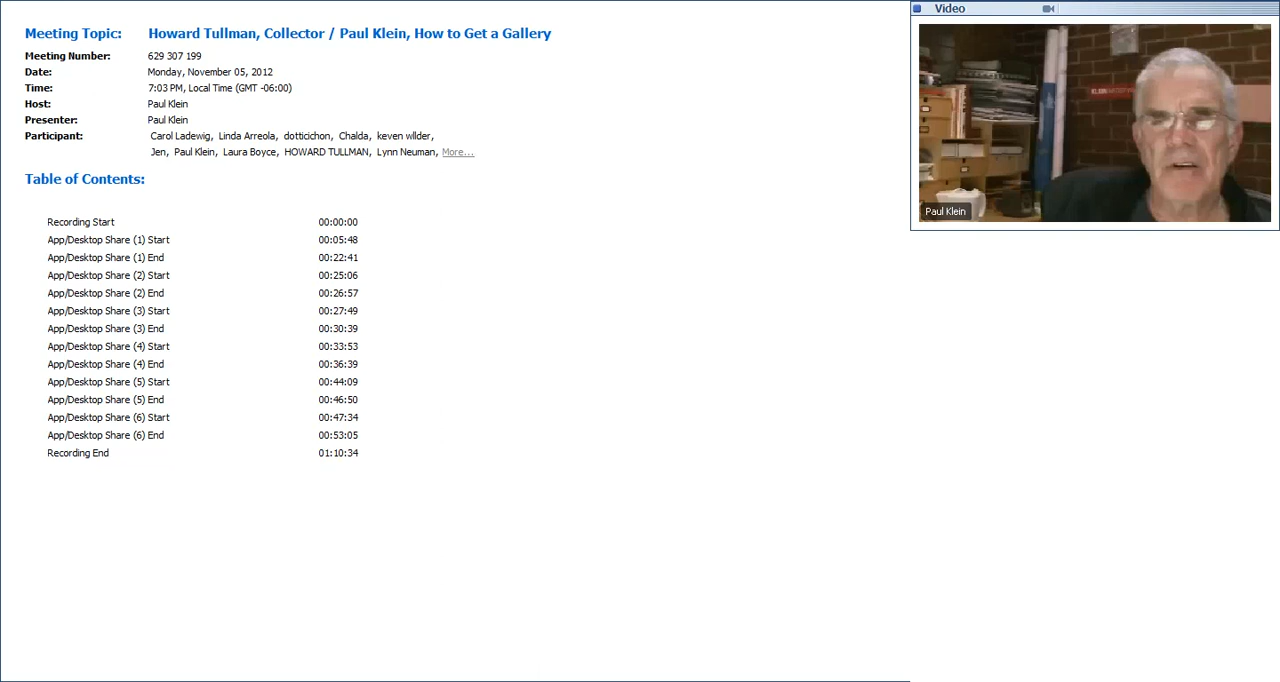 Meeting Topic: Howard Tullman, Collector / Paul Klein, How to Get a Gallery
Meeting Number: 629 307 199
Date: Monday, November 05, 2012
Time: 7:03 PM, Local Time (GMT -06:00)
Host: Paul Klein
Presenter: Paul Klein
Participant: Carol Ladewig, Linda Arreola, dotticichon, Chalda, keven wilder,
Jen, Paul Klein, Laura Boyce, HOWARD TULLMAN, Lynn Neuman, More...
Table of Contents:
Recording Start 00:00:00
App/Desktop Share (1) Start 00:05:48
App/Desktop Share (1) End 00:22:41
App/Desktop Share (2) Start 00:25:06
App/Desktop Share (2) End 00:26:57
App/Desktop Share (3) Start 00:27:49
App/Desktop Share (3) End 00:30:39
App/Desktop Share (4) Start 00:33:53
App/Desktop Share (4) End 00:36:39
App/Desktop Share (5) Start 00:44:09
App/Desktop Share (5) End 00:46:50
App/Desktop Share (6) Start 00:47:34
App/Desktop Share (6) End 00:53:05
Recording End 01:10:34
Video
Paul Klein